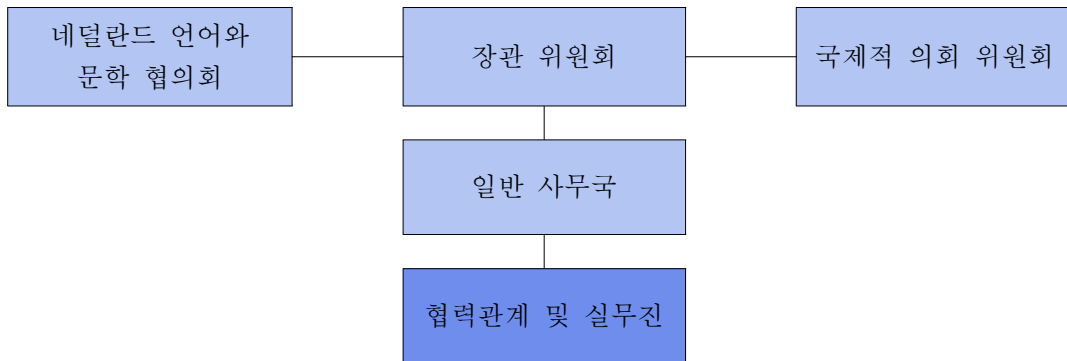 네덜란드 언어와
문학 협의회
장관 위원회
국제적 의회 위원회
일반 사무국
협력관계 및 실무진